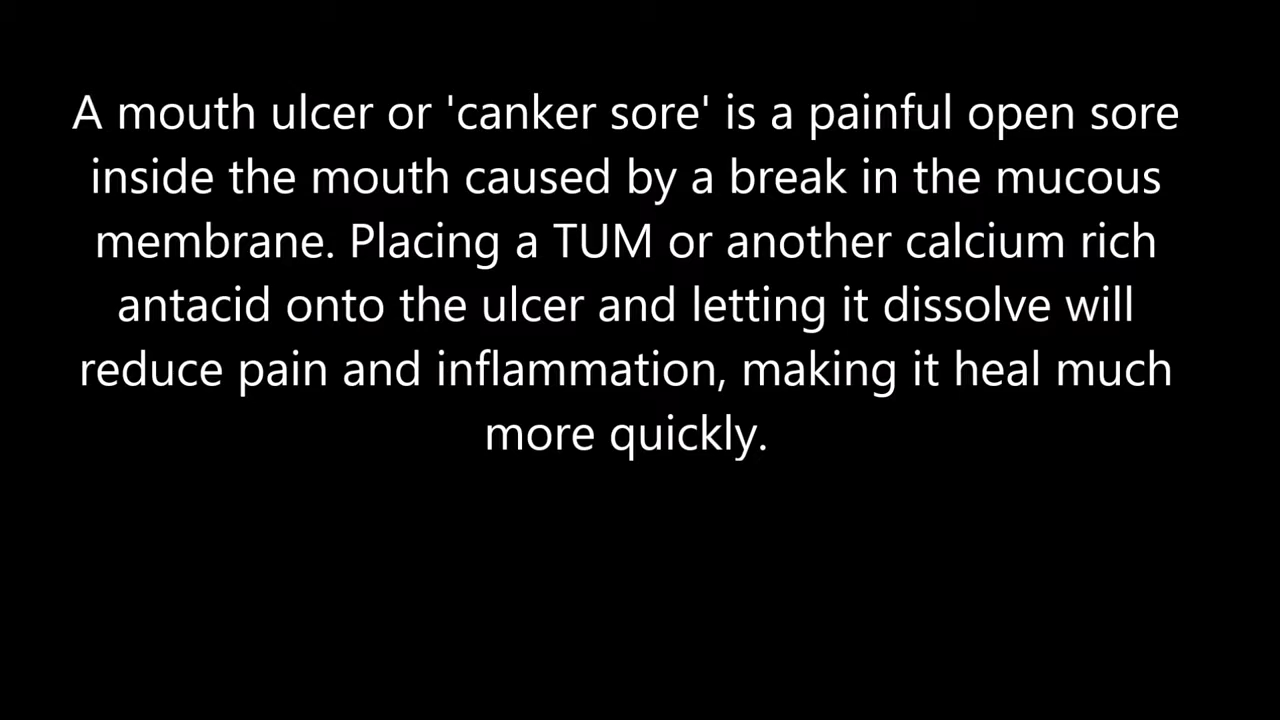 A mouth ulcer or 'canker sore' is a painful open sore
inside the mouth caused by a break in the mucous
membrane. Placing a TUM or another calcium rich
antacid onto the ulcer and letting it dissolve will
reduce pain and inflammation, making it heal much
more quickly.